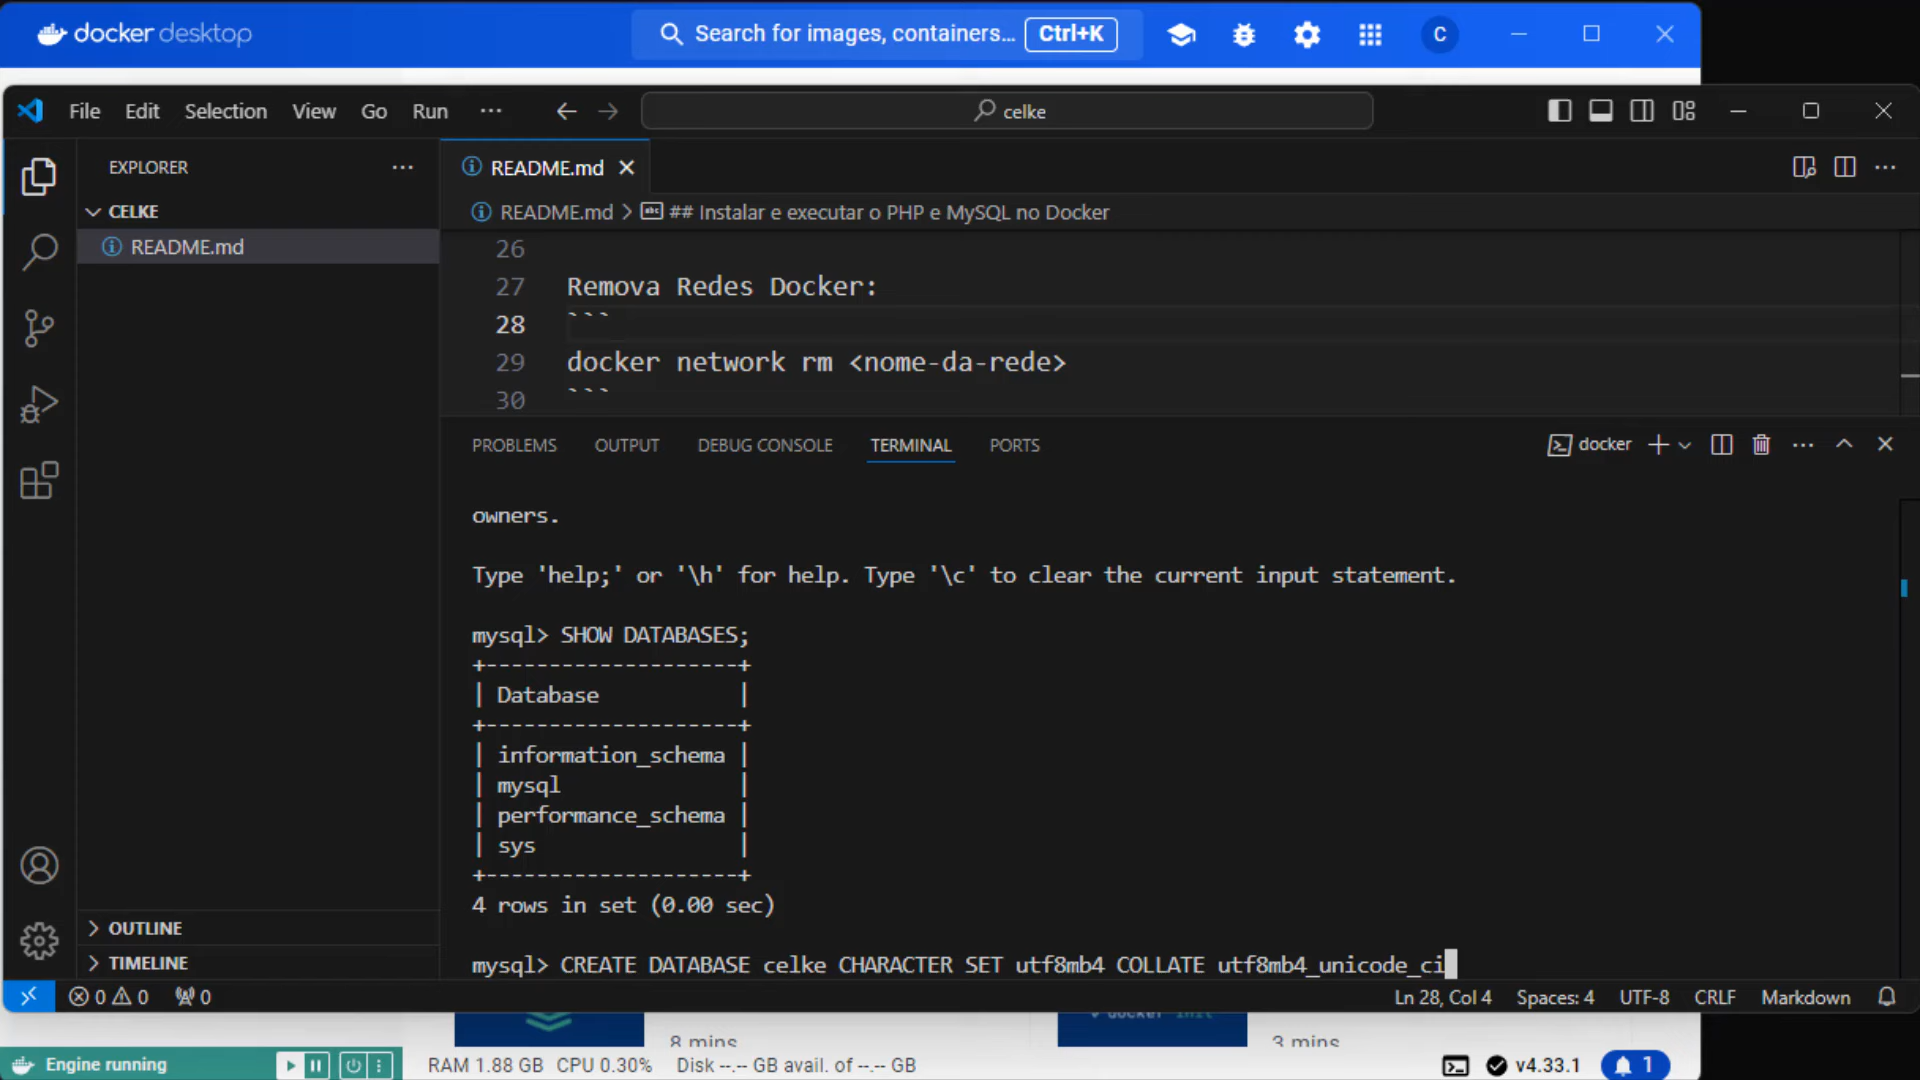 docker desktop
Search for images, containers... Ctrl+K
C
File Edit Selection View Go Run ...
celke
EXPLORER
README.md
CELKE
README.md > ## Instalar e executar o PHP e MySQL no Docker
README.md
26
27 Remova Redes Docker:
28 ```
29 docker network rm <nome-da-rede>
30 ```
PROBLEMS OUTPUT DEBUG CONSOLE TERMINAL PORTS
docker
owners.
Type 'help;' or '\h' for help. Type '\c' to clear the current input statement.
mysql> SHOW DATABASES;
+--------------------+
| Database           |
+--------------------+
| information_schema |
| mysql              |
| performance_schema |
| sys                |
+--------------------+
4 rows in set (0.00 sec)
mysql> CREATE DATABASE celke CHARACTER SET utf8mb4 COLLATE utf8mb4_unicode_ci
OUTLINE
TIMELINE
0 0 0
Ln 28, Col 4 Spaces: 4 UTF-8 CRLF Markdown
docker init
8 mins
3 mins
Engine running
RAM 1.88 GB CPU 0.30% Disk --.-- GB avail. of --.-- GB
v4.33.1
1